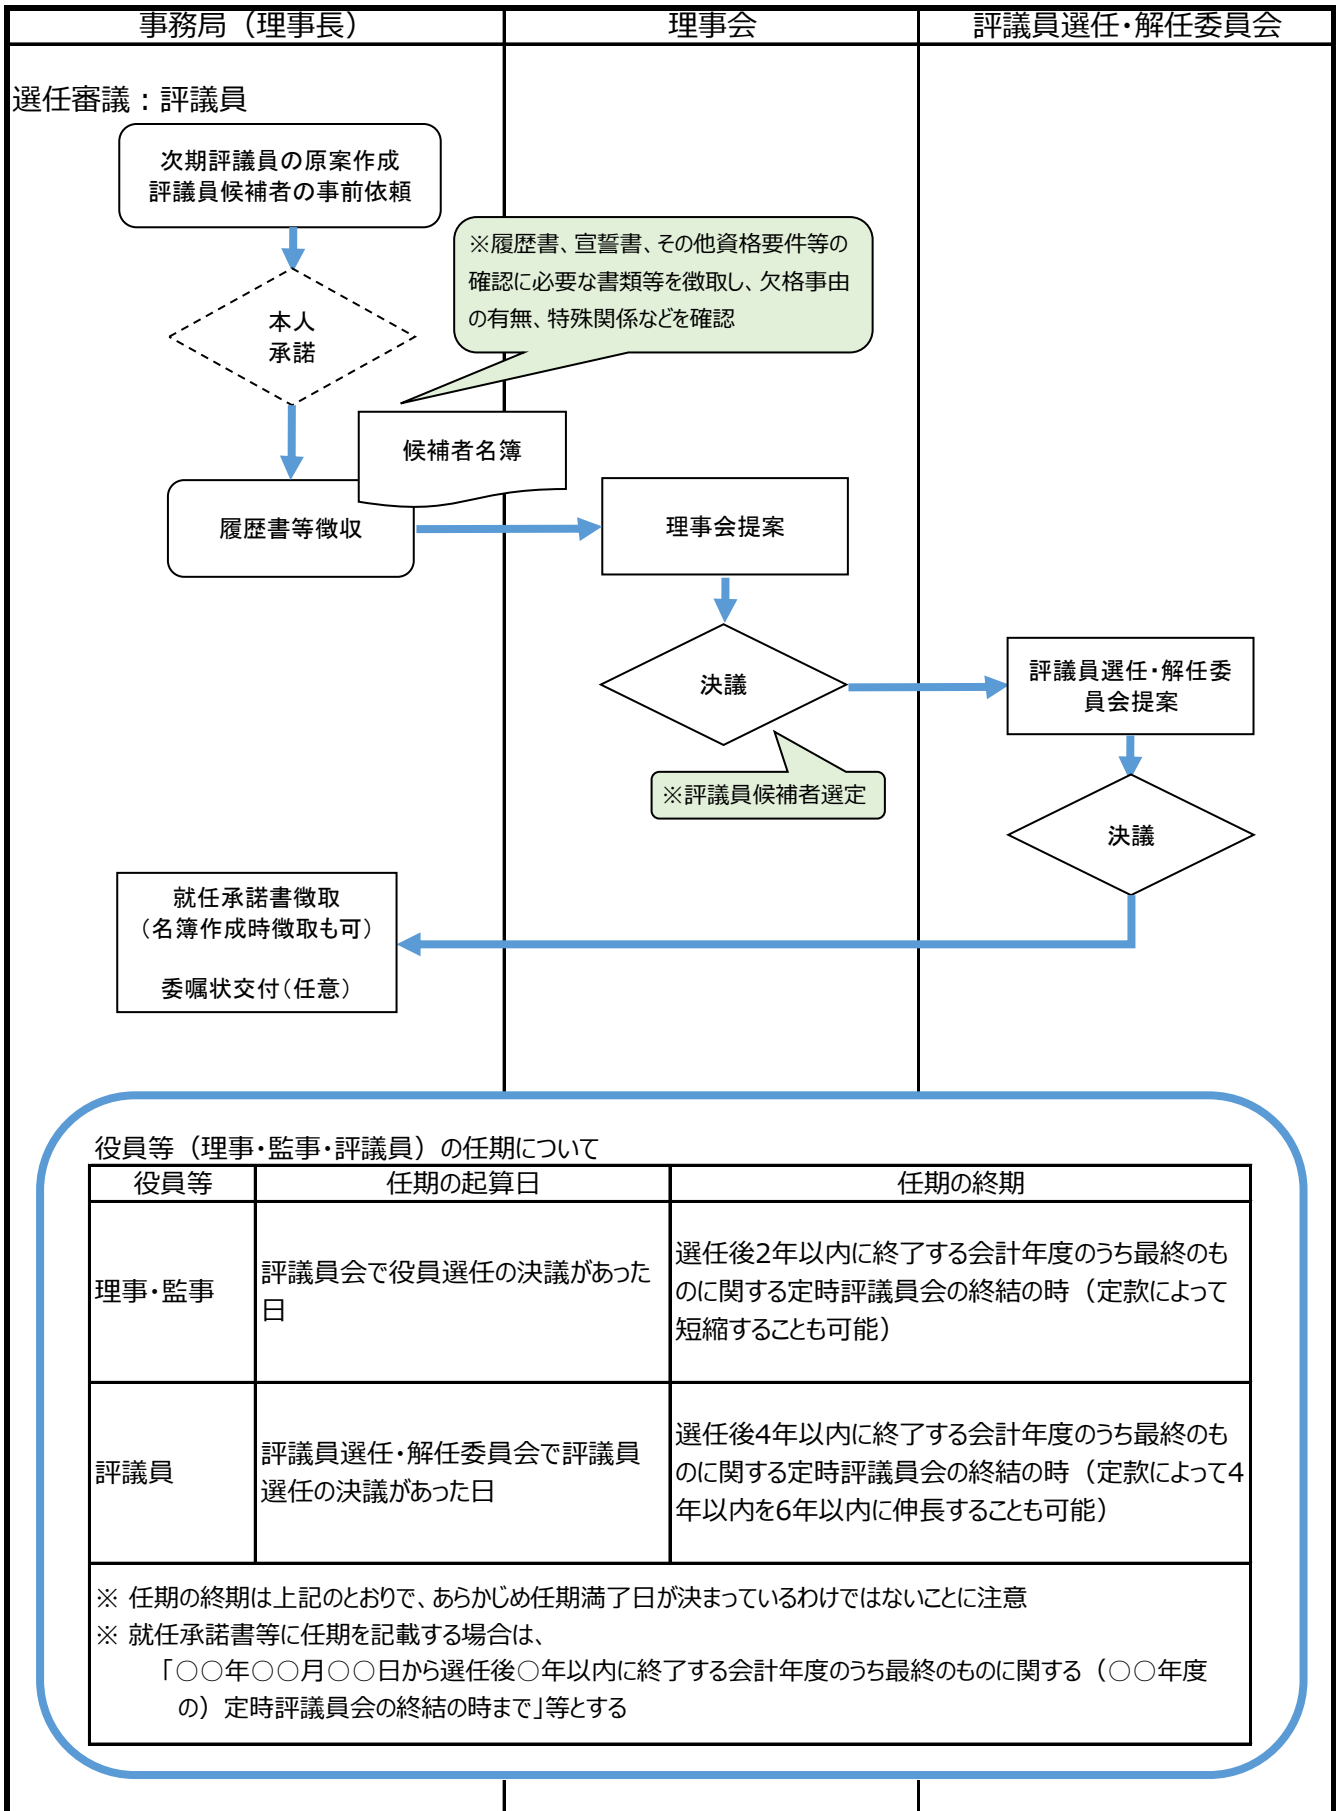 事務局（理事長）
理事会
評議員選任・解任委員会
選任審議：評議員
次期評議員の原案作成
評議員候補者の事前依頼
※履歴書、宣誓書、その他資格要件等の
確認に必要な書類等を徴取し、欠格事由
の有無、特殊関係などを確認
本人
承諾
候補者名簿
履歴書等徴収
理事会提案
決議
評議員選任・解任委
員会提案
※評議員候補者選定
決議
就任承諾書徴取
（名簿作成時徴取も可）
委嘱状交付（任意）
役員等（理事・監事・評議員）の任期について
役員等
任期の起算日
任期の終期
理事・監事
評議員会で役員選任の決議があった
日
選任後2年以内に終了する会計年度のうち最終のも
のに関する定時評議員会の終結の時（定款によって
短縮することも可能）
評議員
評議員選任・解任委員会で評議員
選任の決議があった日
選任後4年以内に終了する会計年度のうち最終のも
のに関する定時評議員会の終結の時（定款によって4
年以内を6年以内に伸長することも可能）
※ 任期の終期は上記のとおりで、あらかじめ任期満了日が決まっているわけではないことに注意
※ 就任承諾書等に任期を記載する場合は、
「○○年○○月○○日から選任後○年以内に終了する会計年度のうち最終のものに関する（○○年度
の）定時評議員会の終結の時まで」等とする